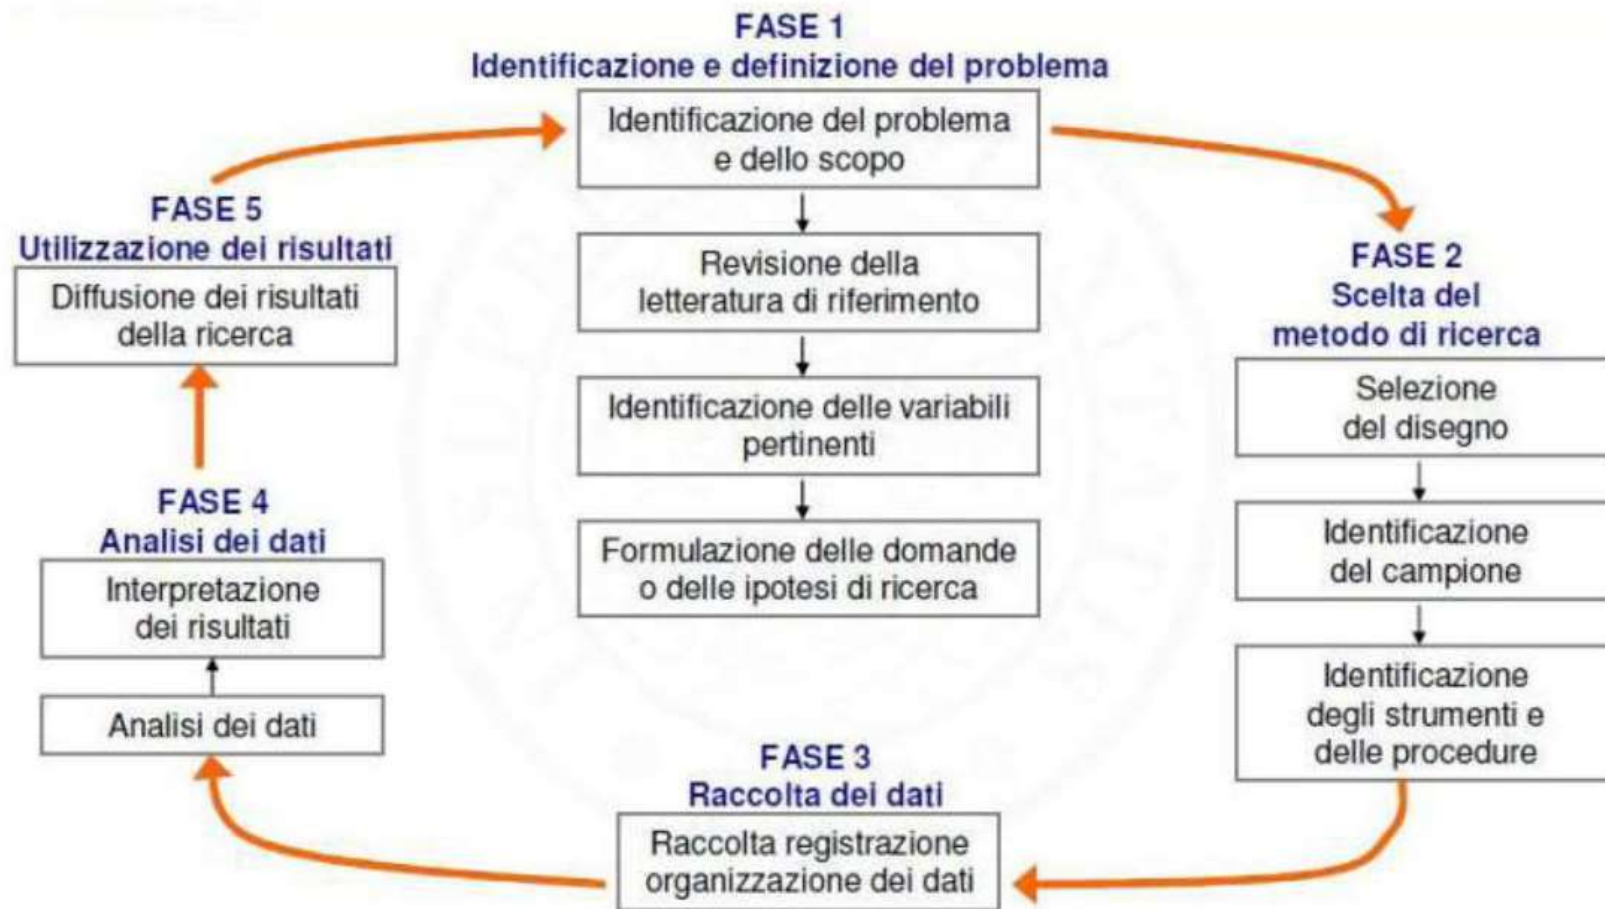 FASE 1
Identificazione e definizione del problema
Identificazione del problema
e dello scopo
Revisione della
letteratura di riferimento
Identificazione delle variabili
pertinenti
Formulazione delle domande
o delle ipotesi di ricerca
FASE 2
Scelta del
metodo di ricerca
Selezione
del disegno
Identificazione
del campione
Identificazione
degli strumenti e
delle procedure
FASE 3
Raccolta dei dati
Raccolta registrazione
organizzazione dei dati
FASE 4
Analisi dei dati
Interpretazione
dei risultati
Analisi dei dati
FASE 5
Utilizzazione dei risultati
Diffusione dei risultati
della ricerca